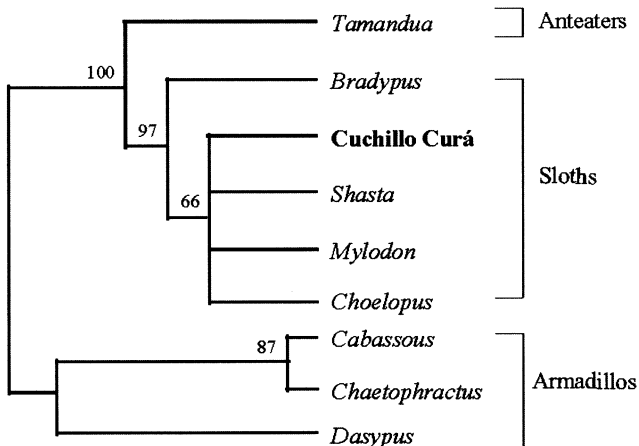 Tamandua
Anteaters
100
Bradypus
97
Cuchillo Curá
Sloths
66
Shasta
Mylodon
Choelopus
87
Cabassous
Armadillos
Chaetophractus
Dasypus